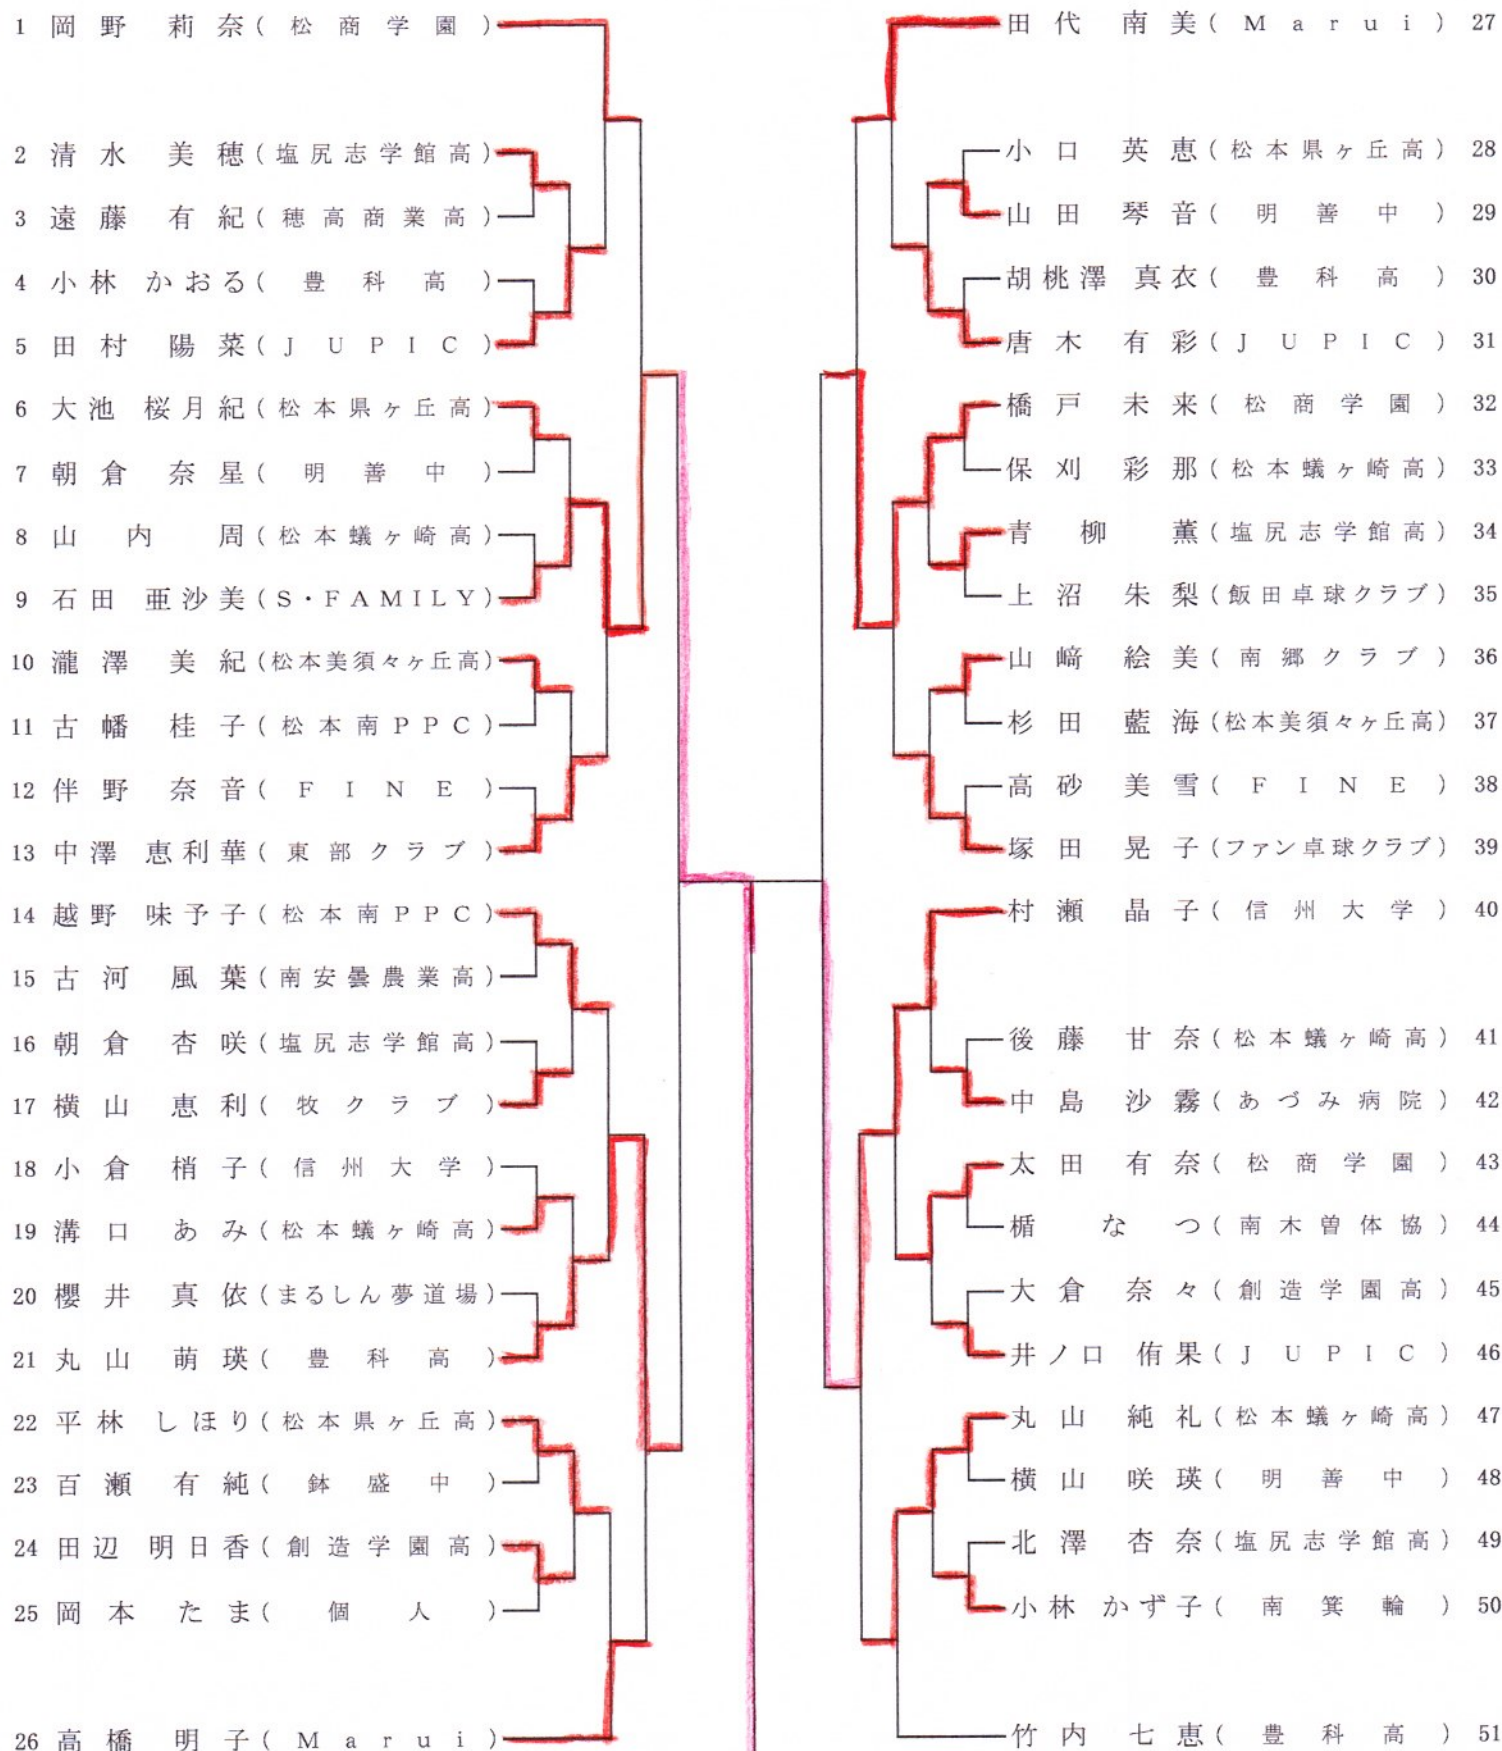 1 岡野 莉奈(松商学園)
2 清水 美穂(塩尻志学館高)
3 遠藤 有紀(穂高商業高)
4 小林 かおる(豊科高)
5 田村 陽菜(JUPIC)
6 大池 桜月紀(松本県ヶ丘高)
7 朝倉 奈星(明善中)
8 山内 周(松本蟻ヶ崎高)
9 石田 亜沙美(S・FAMILY)
10 瀧澤 美紀(松本美須々ヶ丘高)
11 古幡 桂子(松本南PPC)
12 伴野 奈音(FINE)
13 中澤 恵利華(東部クラブ)
14 越野 味予子(松本南PPC)
15 古河 風葉(南安曇農業高)
16 朝倉 杏咲(塩尻志学館高)
17 横山 恵利(牧クラブ)
18 小倉 梢子(信州大学)
19 溝口 あみ(松本蟻ヶ崎高)
20 櫻井 真依(まるしん夢道場)
21 丸山 萌瑛(豊科高)
22 平林 しほり(松本県ヶ丘高)
23 百瀬 有純(鉢盛中)
24 田辺 明日香(創造学園高)
25 岡本 たま(個人)
26 高橋 明子(Marui)
田代 南美(Marui) 27
小口 英恵(松本県ヶ丘高) 28
山田 琴音(明善中) 29
胡桃澤 真衣(豊科高) 30
唐木 有彩(JUPIC) 31
橋戸 未来(松商学園) 32
保刈 彩那(松本蟻ヶ崎高) 33
青柳 薫(塩尻志学館高) 34
上沼 朱梨(飯田卓球クラブ) 35
山﨑 絵美(南郷クラブ) 36
杉田 藍海(松本美須々ヶ丘高) 37
高砂 美雪(FINE) 38
塚田 晃子(ファン卓球クラブ) 39
村瀬 晶子(信州大学) 40
後藤 甘奈(松本蟻ヶ崎高) 41
中島 沙霧(あづみ病院) 42
太田 有奈(松商学園) 43
楯 なつ(南木曽体協) 44
大倉 奈々(創造学園高) 45
井ノ口 侑果(JUPIC) 46
丸山 純礼(松本蟻ヶ崎高) 47
横山 咲瑛(明善中) 48
北澤 杏奈(塩尻志学館高) 49
小林 かず子(南箕輪) 50
竹内 七恵(豊科高) 51